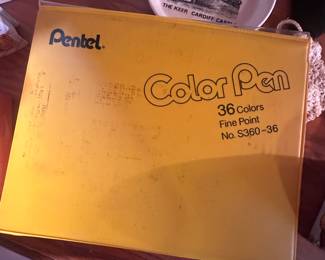 THE KEEP, CARDIFF CASTLE
Pentel.
Color Pen
36 Colors
Fine Point
No. S360-36